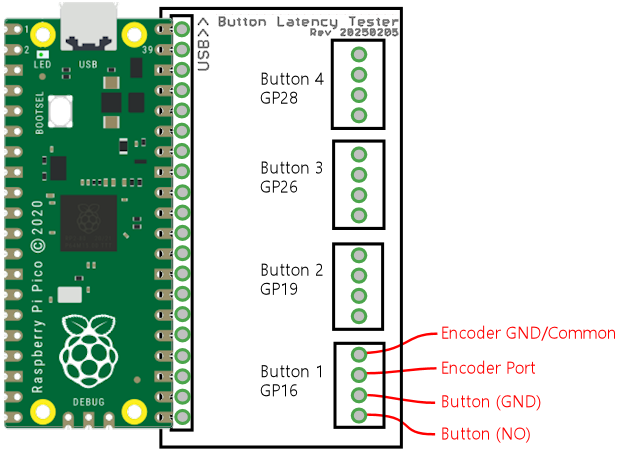 1
2
39
LED
USB
BOOTSEL
Raspberry Pi Pico © 2020
DEBUG
USB>>
Button Latency Tester
Rev 20250205
Button 4
GP28
Button 3
GP26
Button 2
GP19
Button 1
GP16
Encoder GND/Common
Encoder Port
Button (GND)
Button (NO)